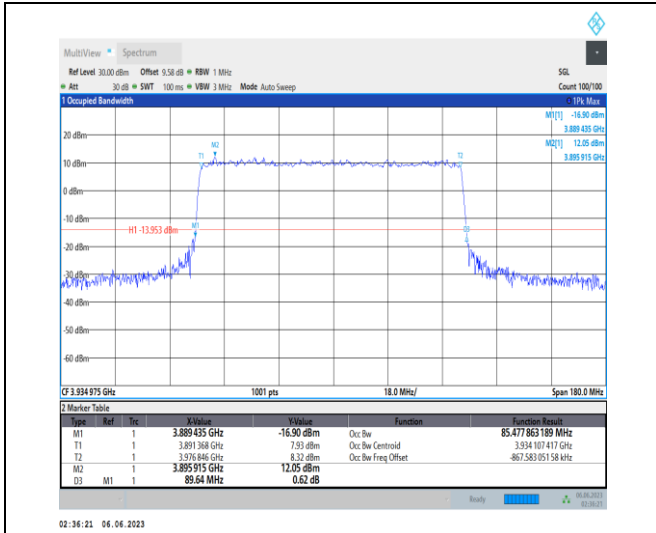 MultiView Spectrum
Ref Level 30.00 dBm Offset 9.58 dB RBW 1 MHz SGL
Att 30 dB SWT 100 ms VBW 3 MHz Mode Auto Sweep Count 100/100
1 Occupied Bandwidth 1Pk Max
M1[1] -16.90 dBm
3.889 435 GHz
M2[1] 12.05 dBm
3.895 915 GHz
20 dBm
M2
T1 T2
10 dBm
0 dBm
-10 dBm
H1 -13.953 dBm M1 D3
-30 dBm
-40 dBm
-50 dBm
-60 dBm
CF 3.934 975 GHz 1001 pts 18.0 MHz/ Span 180.0 MHz
2 Marker Table
Type Ref Trc X-Value Y-Value Function Function Result
M1 1 3.889 435 GHz -16.90 dBm Occ Bw 85.477 863 189 MHz
T1 1 3.891 368 GHz 7.93 dBm Occ Bw Centroid 3.934 107 417 GHz
T2 1 3.976 846 GHz 8.32 dBm Occ Bw Freq Offset -867.583 051 58 kHz
M2 1 3.895 915 GHz 12.05 dBm
D3 M1 1 89.64 MHz 0.62 dB
Ready 06.06.2023
02:36:21
02:36:21 06.06.2023